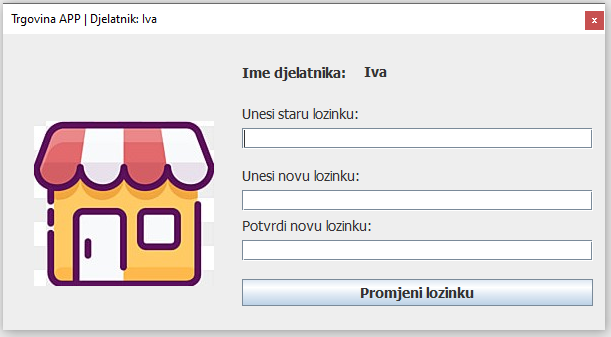 Trgovina APP | Djelatnik: Iva
x
Ime djelatnika: Iva
Unesi staru lozinku:
Unesi novu lozinku:
Potvrdi novu lozinku:
Promjeni lozinku